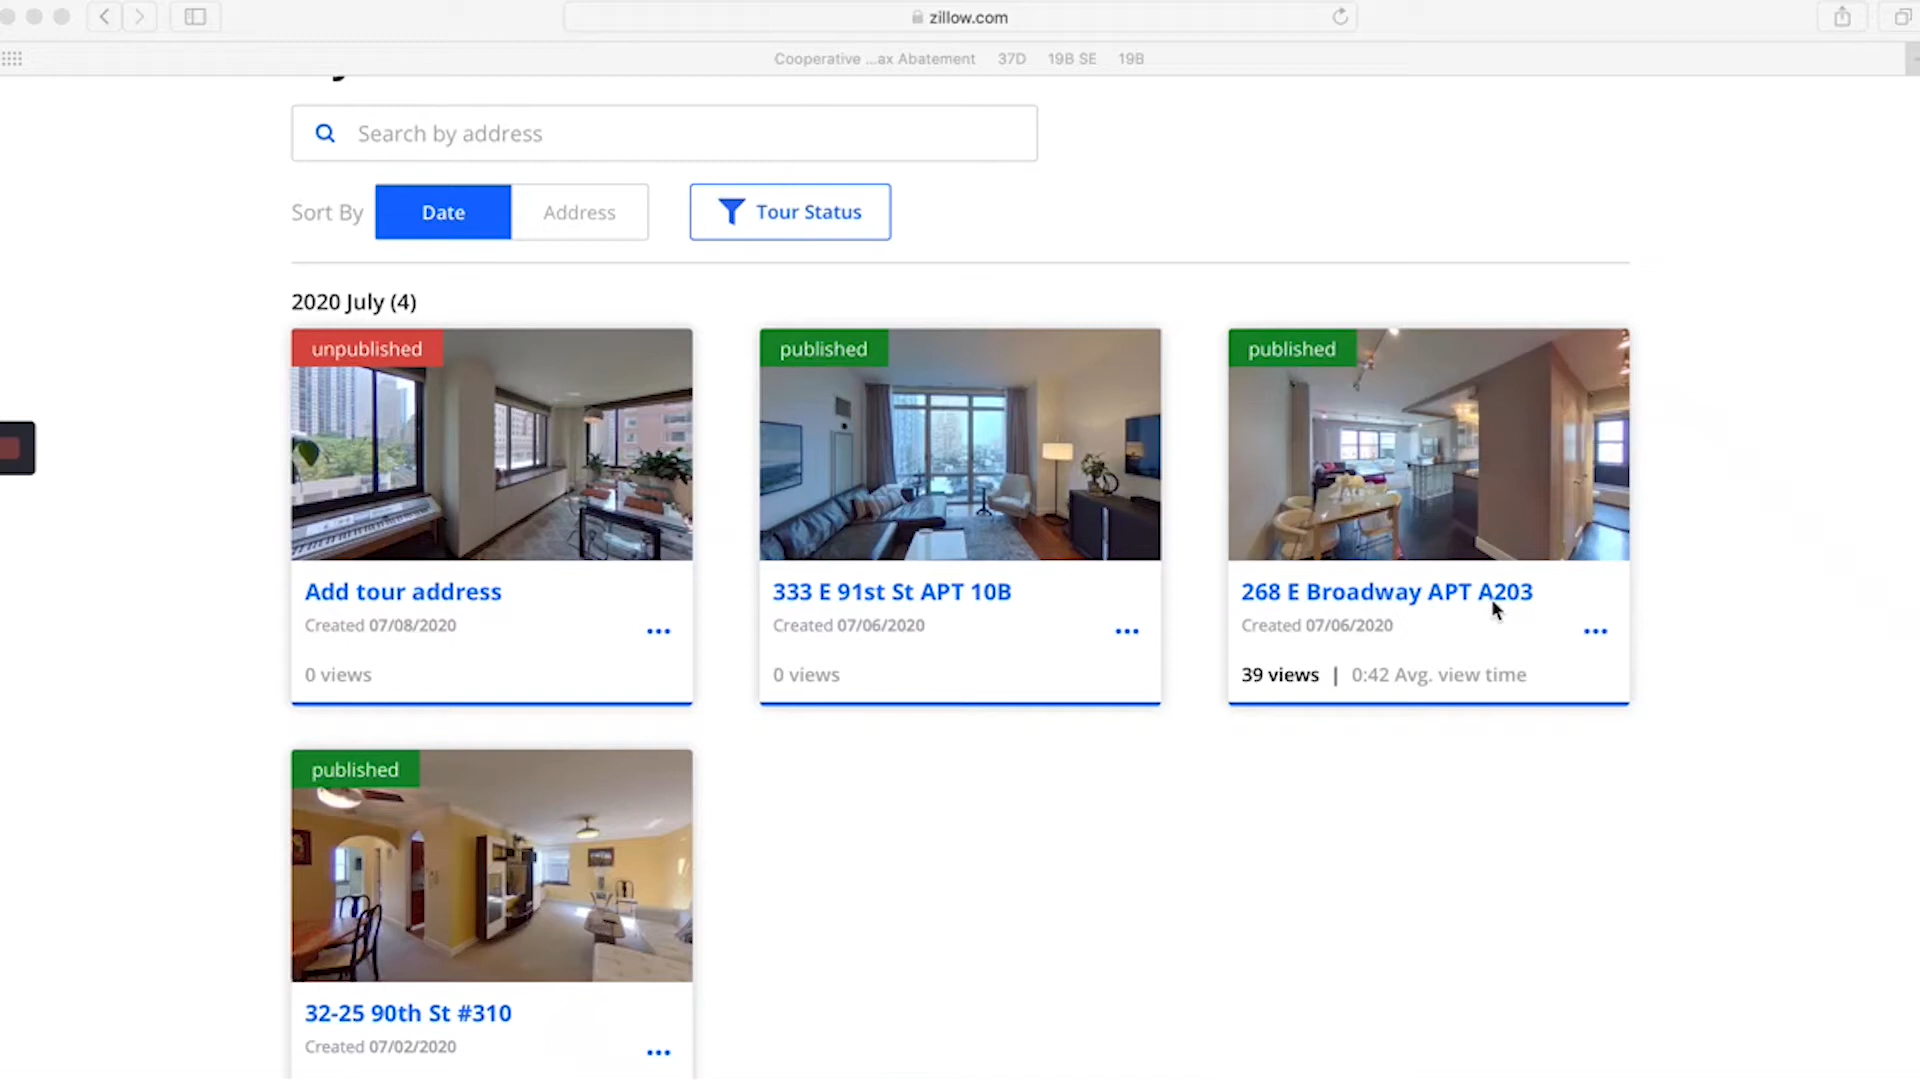 zillow.com
Cooperative ...ax Abatement 37D 19B SE 19B
Search by address
Sort By Date Address Tour Status
2020 July (4)
unpublished
Add tour address
Created 07/08/2020
0 views
published
333 E 91st St APT 10B
Created 07/06/2020
0 views
published
268 E Broadway APT A203
Created 07/06/2020
39 views | 0:42 Avg. view time
published
32-25 90th St #310
Created 07/02/2020